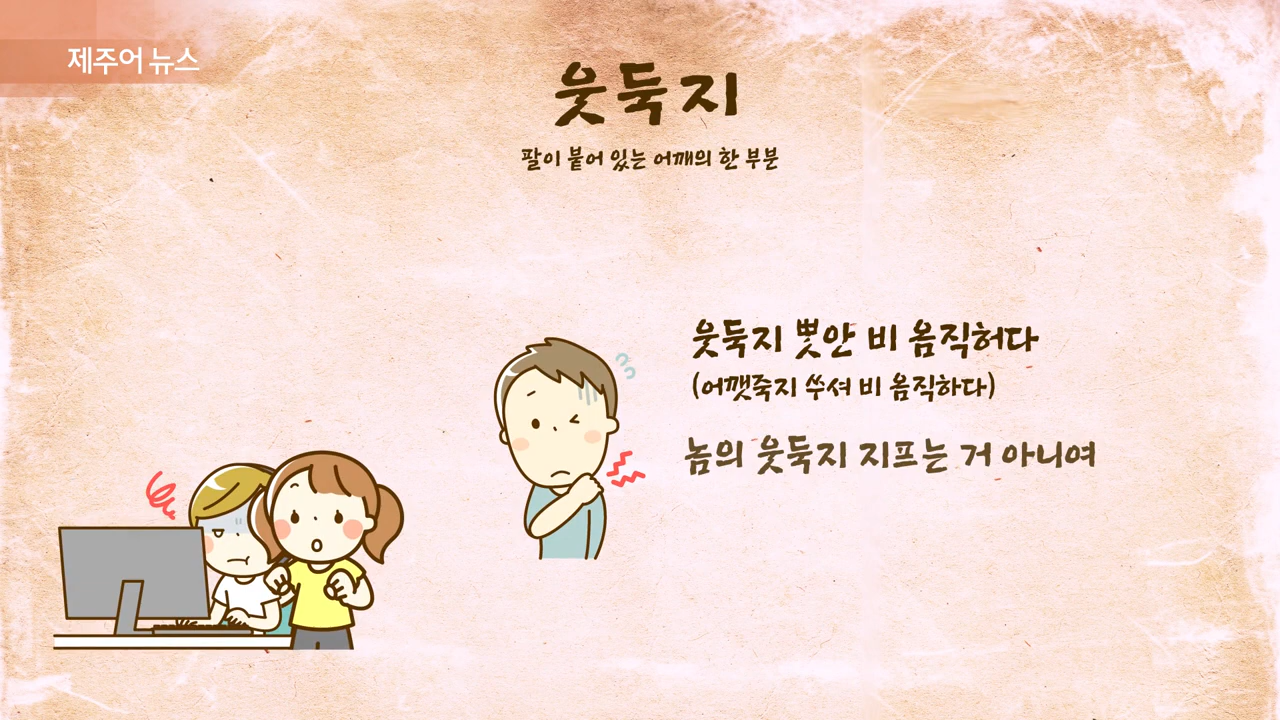 제주어 뉴스
웃둑지
팔이 붙어 있는 어깨의 한 부분
웃둑지 뽓안 비 옴직허다
(어깻죽지 쑤셔 비 옴직하다)
놈의 웃둑지 지프는 거 아니여